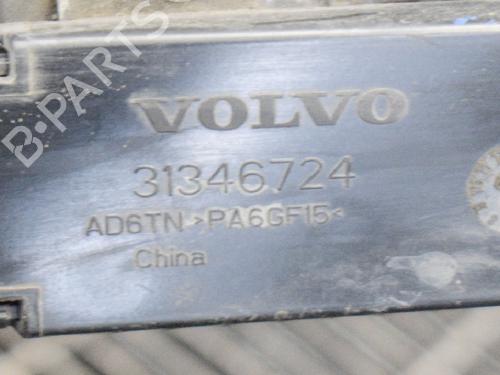 B-PARTS
VOLVO
31346724
AD6TN >PA6GF15<
China